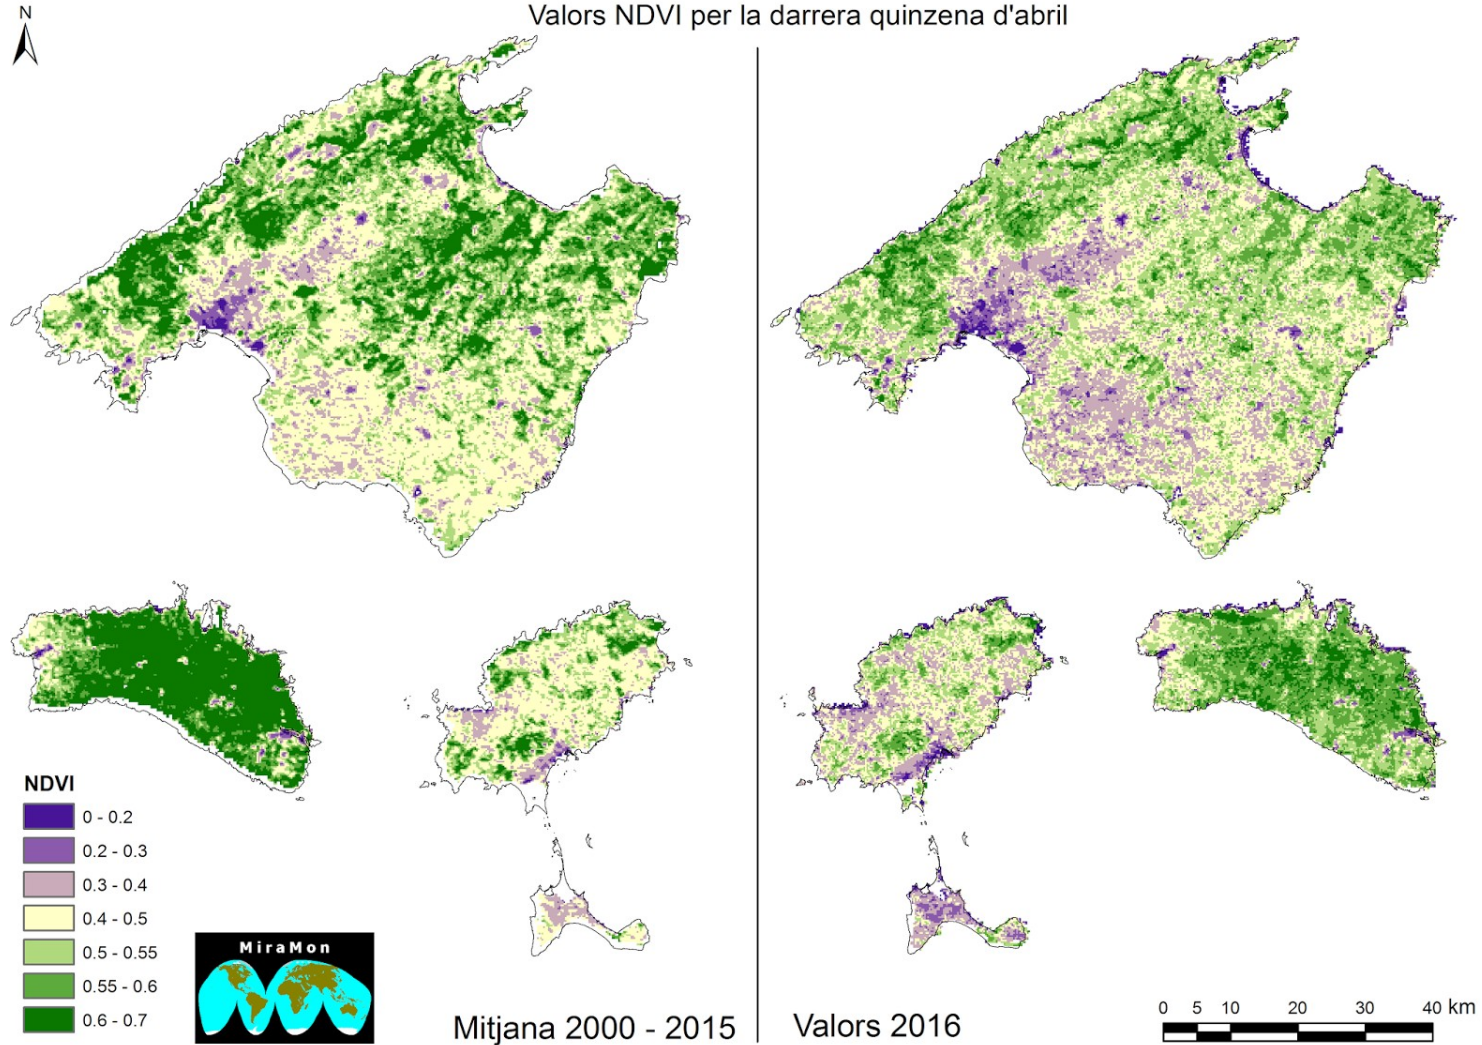 Valors NDVI per la darrera quinzena d'abril
N
NDVI
0 - 0.2
0.2 - 0.3
0.3 - 0.4
0.4 - 0.5
0.5 - 0.55
0.55 - 0.6
0.6 - 0.7
MiraMon
Mitjana 2000 - 2015
Valors 2016
0 5 10 20 30 40 km